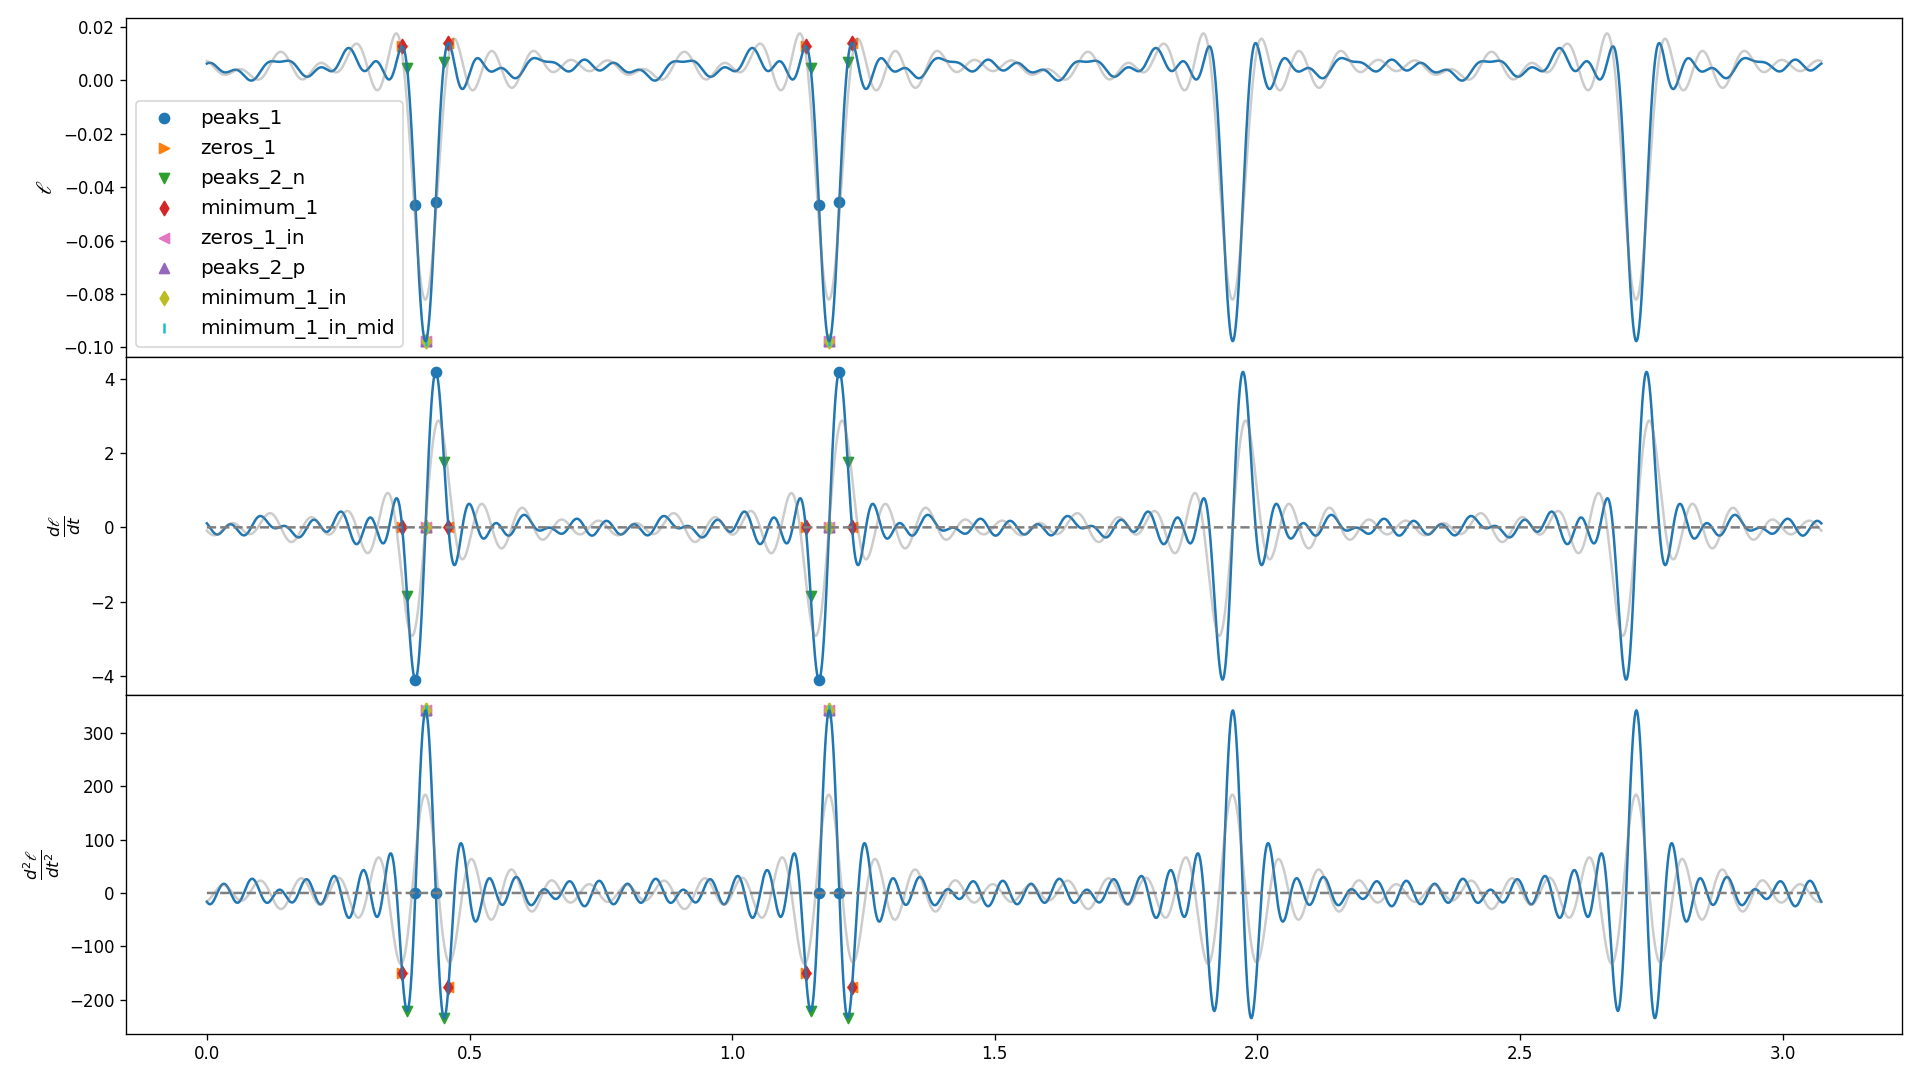 0.02
0.00
−0.02
−0.04
−0.06
−0.08
−0.10
ℓ
peaks_1
zeros_1
peaks_2_n
minimum_1
zeros_1_in
peaks_2_p
minimum_1_in
minimum_1_in_mid
4
2
0
−2
−4
dℓ
dt
300
200
100
0
−100
−200
d²ℓ
dt²
0.0 0.5 1.0 1.5 2.0 2.5 3.0